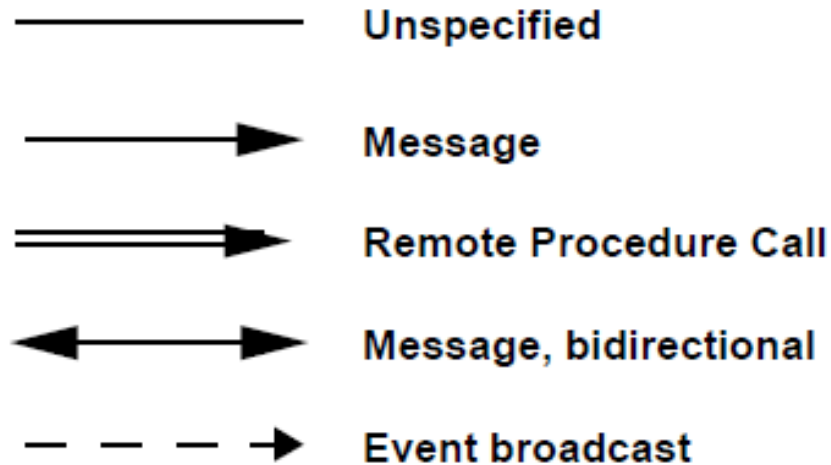 Unspecified
Message
Remote Procedure Call
Message, bidirectional
Event broadcast